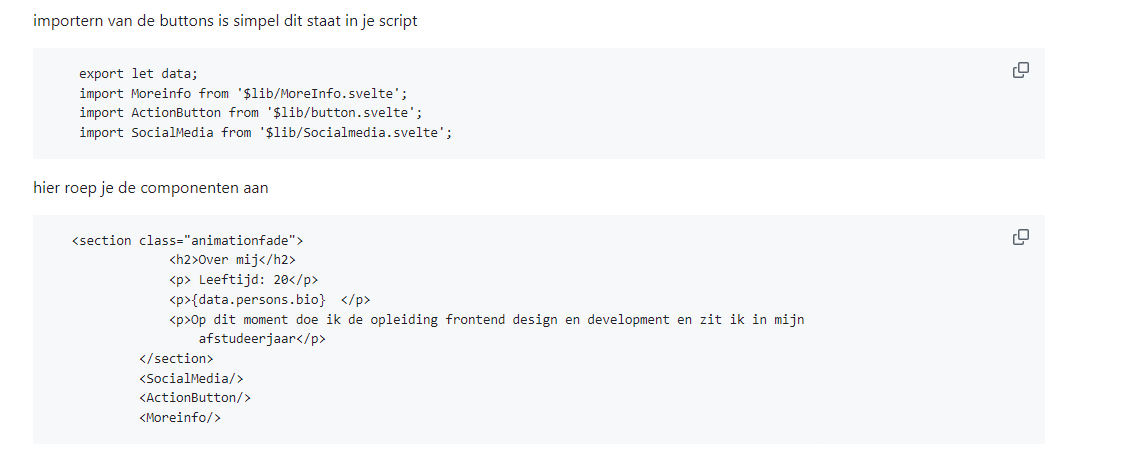 importern van de buttons is simpel dit staat in je script
export let data;
import Moreinfo from '$lib/MoreInfo.svelte';
import ActionButton from '$lib/button.svelte';
import SocialMedia from '$lib/Socialmedia.svelte';
hier roep je de componenten aan
<section class="animationfade">
<h2>Over mij</h2>
<p> Leeftijd: 20</p>
<p>{data.persons.bio}  </p>
<p>Op dit moment doe ik de opleiding frontend design en development en zit ik in mijn
afstudeerjaar</p>
</section>
<SocialMedia/>
<ActionButton/>
<Moreinfo/>